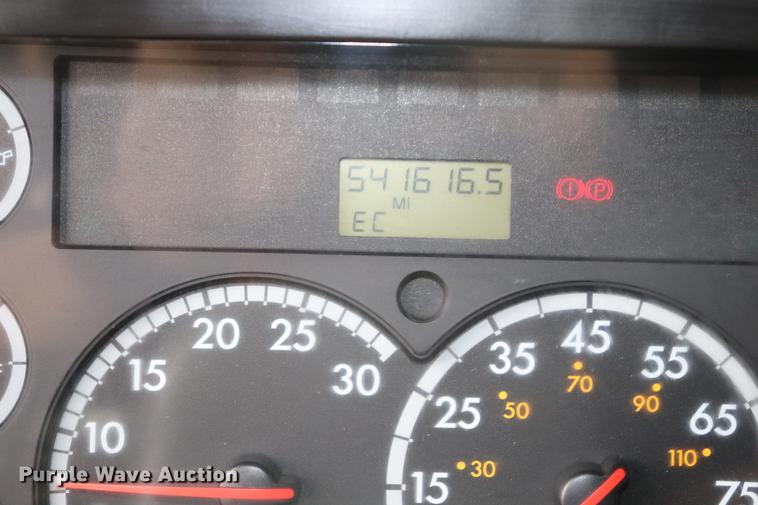 541616.5
MI
EC
(!) (P)
10 15 20 25 30
15 25 35 45 55 65 75
30 50 70 90 110
Purple Wave Auction